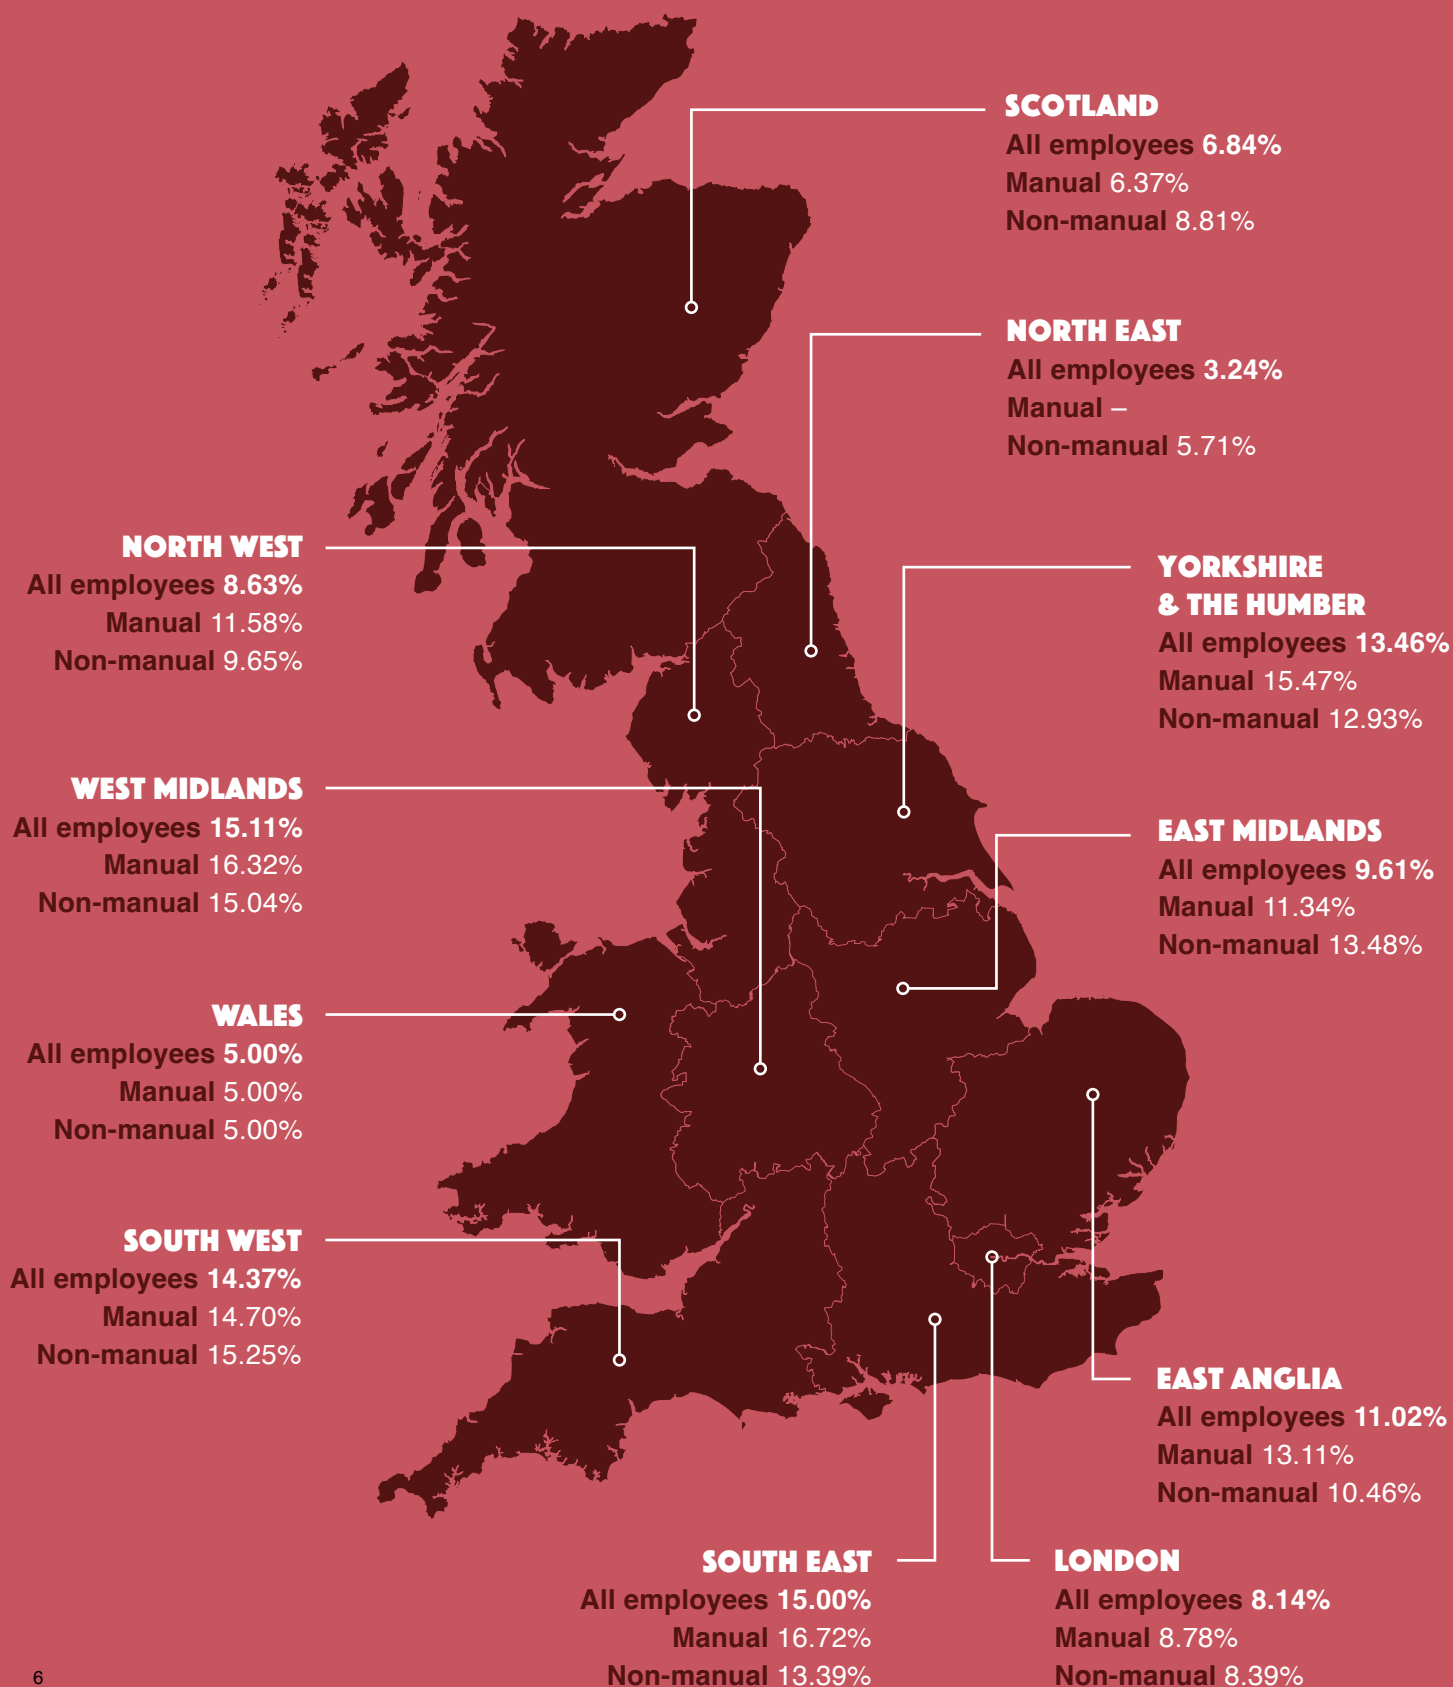 SCOTLAND
All employees 6.84%
Manual 6.37%
Non-manual 8.81%
NORTH EAST
All employees 3.24%
Manual –
Non-manual 5.71%
NORTH WEST
All employees 8.63%
Manual 11.58%
Non-manual 9.65%
YORKSHIRE
& THE HUMBER
All employees 13.46%
Manual 15.47%
Non-manual 12.93%
WEST MIDLANDS
All employees 15.11%
Manual 16.32%
Non-manual 15.04%
EAST MIDLANDS
All employees 9.61%
Manual 11.34%
Non-manual 13.48%
WALES
All employees 5.00%
Manual 5.00%
Non-manual 5.00%
SOUTH WEST
All employees 14.37%
Manual 14.70%
Non-manual 15.25%
EAST ANGLIA
All employees 11.02%
Manual 13.11%
Non-manual 10.46%
SOUTH EAST
All employees 15.00%
Manual 16.72%
Non-manual 13.39%
LONDON
All employees 8.14%
Manual 8.78%
Non-manual 8.39%
6